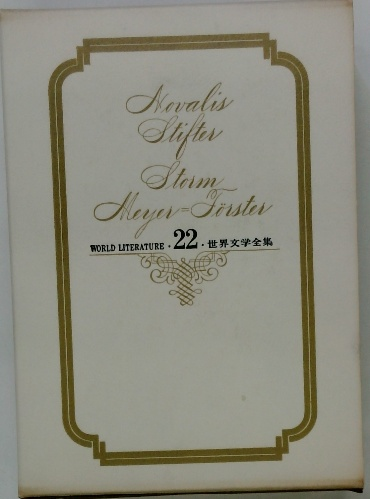 Novalis
Stifter
Storm
Meyer=Förster
WORLD LITERATURE・22・世界文学全集